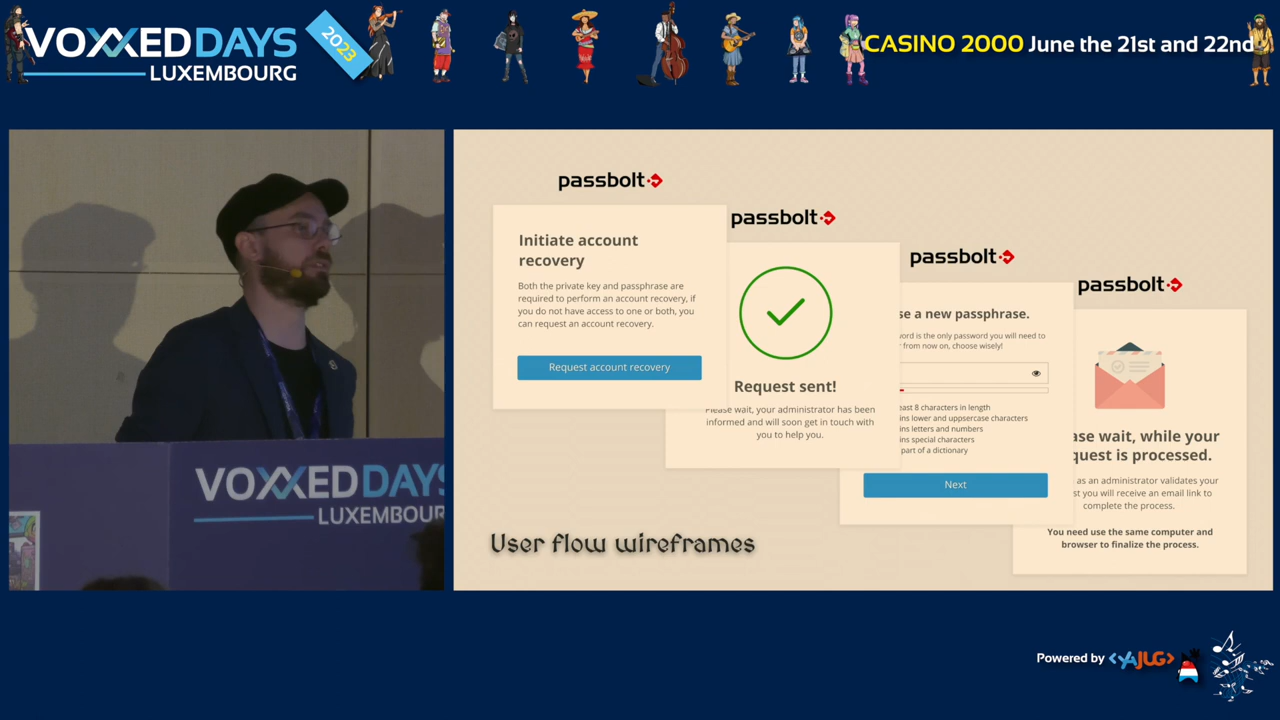 VOXXED DAYS
LUXEMBOURG
2023
CASINO 2000 June the 21st and 22nd
VOXXED DAYS
LUXEMBOUR
passbolt
Initiate account
recovery
Both the private key and passphrase are
required to perform an account recovery, if
you do not have access to one or both, you
can request an account recovery.
Request account recovery
passbolt
Request sent!
Please wait, your administrator has been
informed and will soon get in touch with
you to help you.
passbolt
se a new passphrase.
word is the only password you will need to
r from now on, choose wisely!
east 8 characters in length
ins lower and uppsercase characters
ins letters and numbers
ins special characters
part of a dictionary
Next
passbolt
ase wait, while your
quest is processed.
as an administrator validates your
st you will receive an email link to
complete the process.
You need use the same computer and
browser to finalize the process.
User flow wireframes
Powered by <YAJUG>